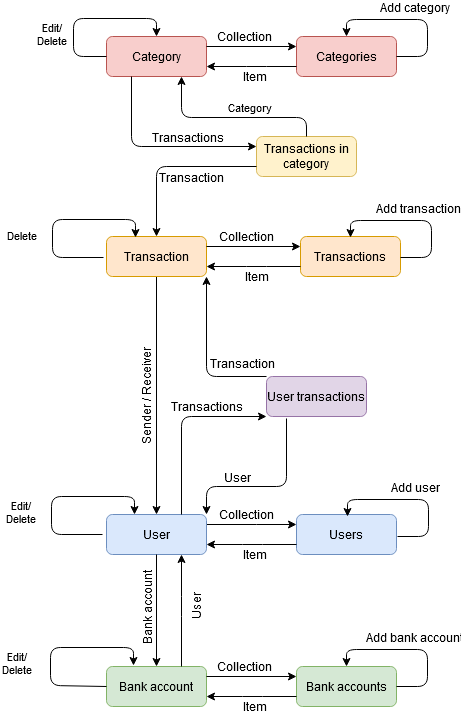 Add category
Edit/
Delete
Collection
Category
Categories
Item
Category
Transactions
Transactions in
category
Transaction
Add transaction
Delete
Collection
Transaction
Transactions
Item
Transaction
Sender / Receiver
User transactions
Transactions
User
Add user
Edit/
Delete
Collection
User
Users
Item
Bank account
User
Add bank account
Edit/
Delete
Collection
Bank account
Bank accounts
Item